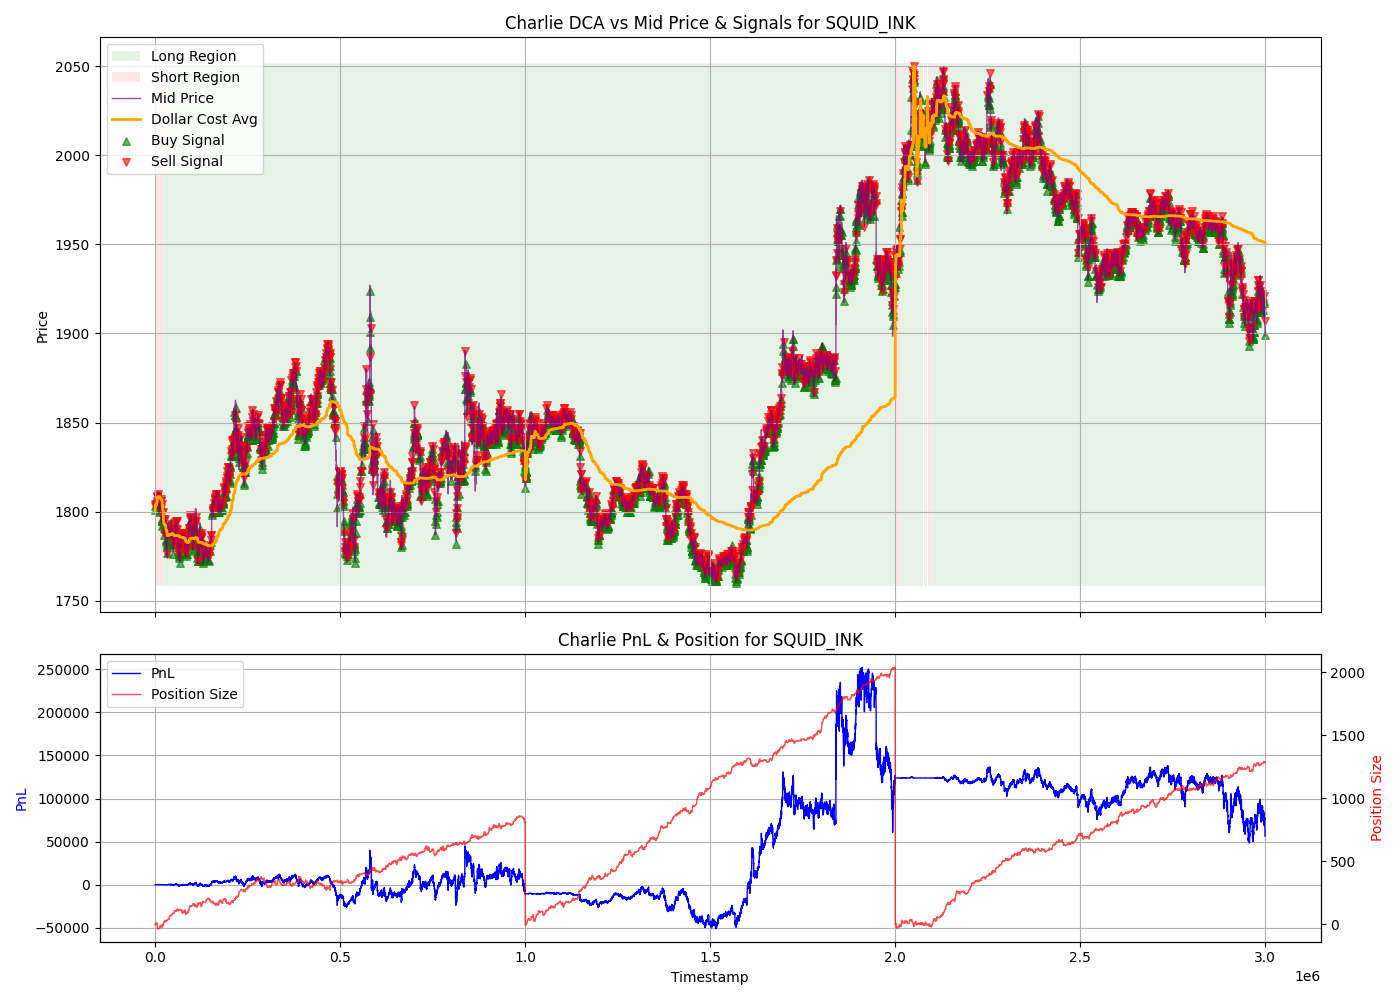 Charlie DCA vs Mid Price & Signals for SQUID_INK
Long Region
Short Region
Mid Price
Dollar Cost Avg
Buy Signal
Sell Signal
2050
2000
1950
1900
1850
1800
1750
Price
Charlie PnL & Position for SQUID_INK
PnL
Position Size
250000
200000
150000
100000
50000
0
−50000
PnL
2000
1500
1000
500
0
Position Size
0.0 0.5 1.0 1.5 2.0 2.5 3.0
Timestamp
1e6